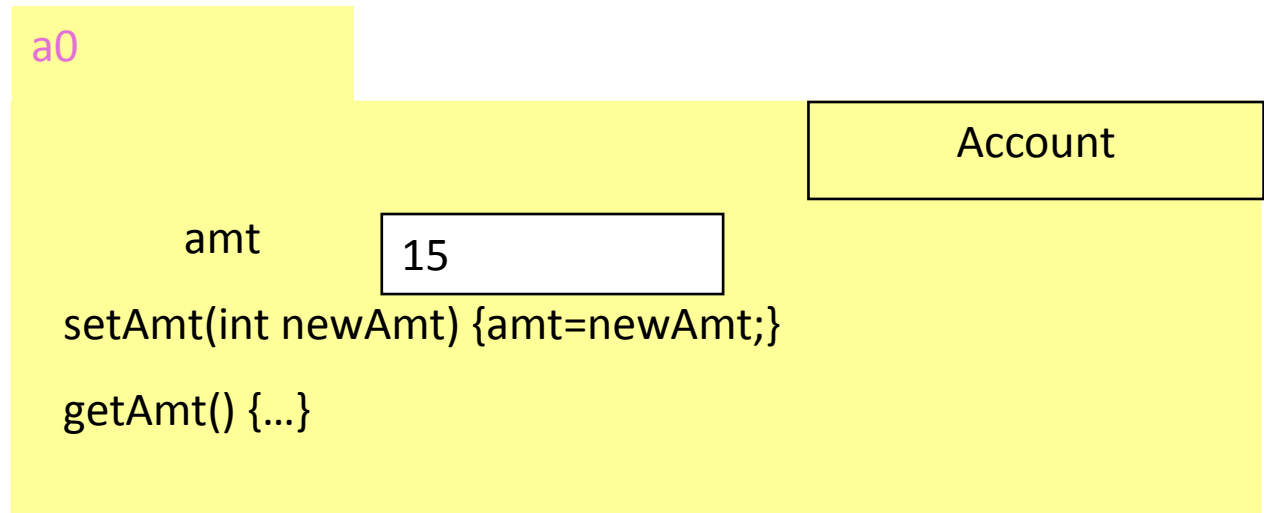 a0
Account
amt
15
setAmt(int newAmt) {amt=newAmt;}
getAmt() {…}